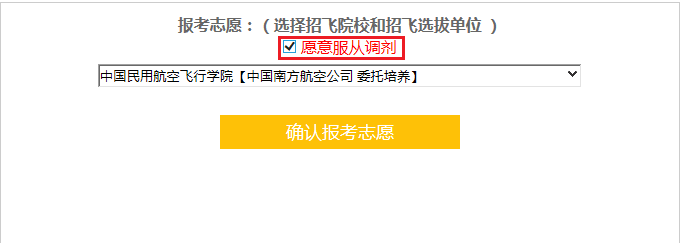 报考志愿：（选择招飞院校和招飞选拔单位 ）
愿意服从调剂
中国民用航空飞行学院【中国南方航空公司 委托培养】
确认报考志愿